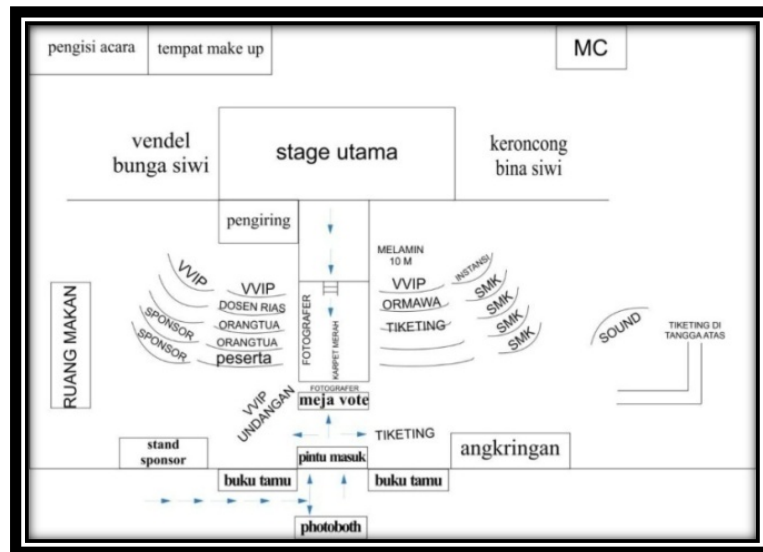 pengisi acara
tempat make up
MC
vendel
bunga siwi
stage utama
keroncong
bina siwi
pengiring
MELAMIN
10 M
VVIP
VVIP
DOSEN RIAS
SPONSOR
ORANGTUA
SPONSOR
ORANGTUA
peserta
FOTOGRAFER
KARPET MERAH
VVIP
INSTANSI
ORMAWA
SMK
TIKETING
SMK
SMK
SMK
SOUND
TIKETING DI
TANGGA ATAS
RUANG MAKAN
FOTOGRAFER
meja vote
VVIP
UNDANGAN
TIKETING
stand
sponsor
pintu masuk
angkringan
buku tamu
buku tamu
photoboth